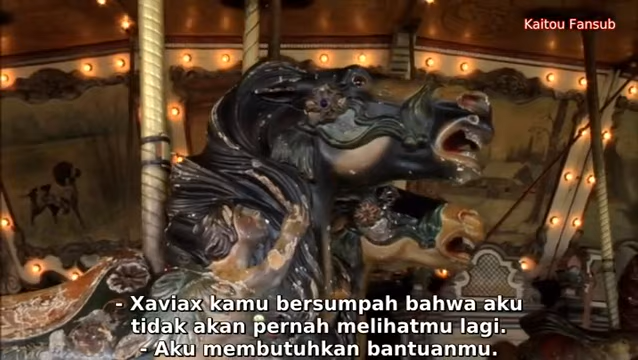 Kaitou Fansub
- Xaviax kamu bersumpah bahwa aku
tidak akan pernah melihatmu lagi.
- Aku membutuhkan bantuanmu.